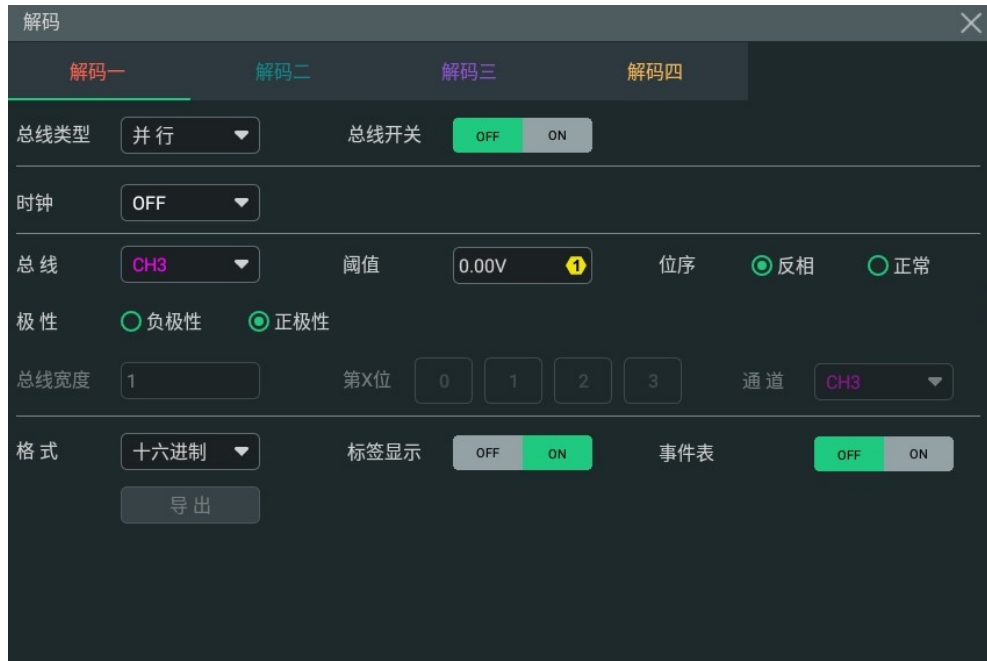 解码
解码一 解码二 解码三 解码四
总线类型 并行 总线开关 OFF ON
时钟 OFF
总线 CH3 阈值 0.00V 1 位序 反相 正常
极性 负极性 正极性
总线宽度 1 第X位 0 1 2 3 通道 CH3
格式 十六进制 标签显示 OFF ON 事件表 OFF ON
导出